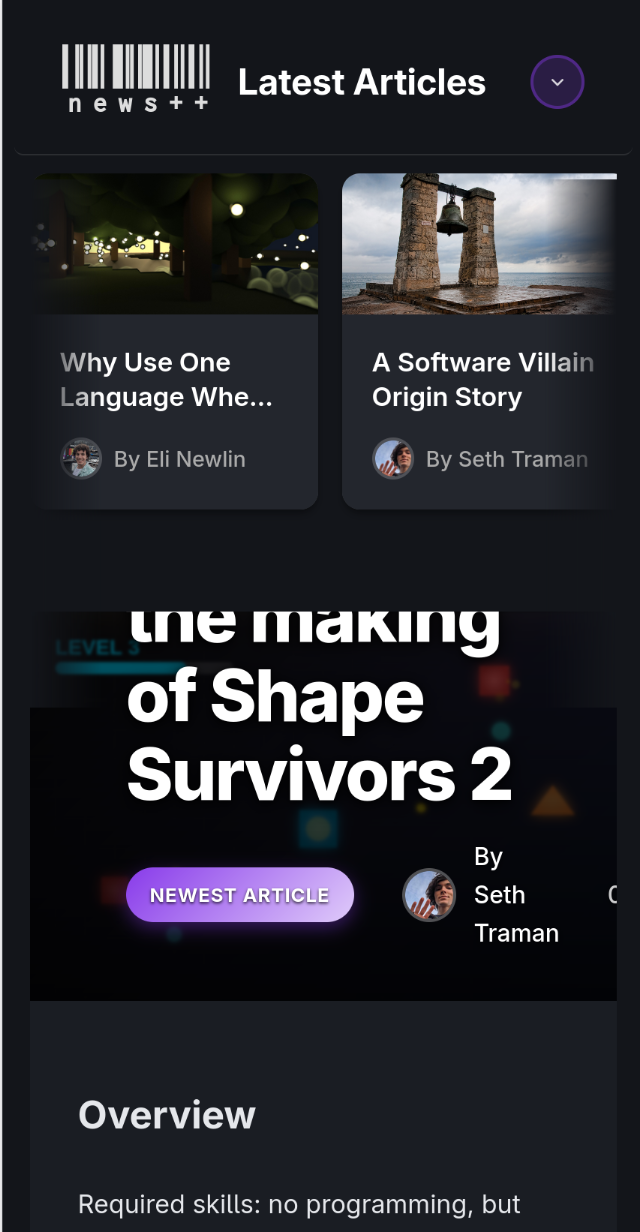 news++
Latest Articles
Why Use One
Language Whe...
By Eli Newlin
A Software Villain
Origin Story
By Seth Traman
LEVEL 3
the making
of Shape
Survivors 2
NEWEST ARTICLE
By
Seth
Traman
Overview
Required skills: no programming, but